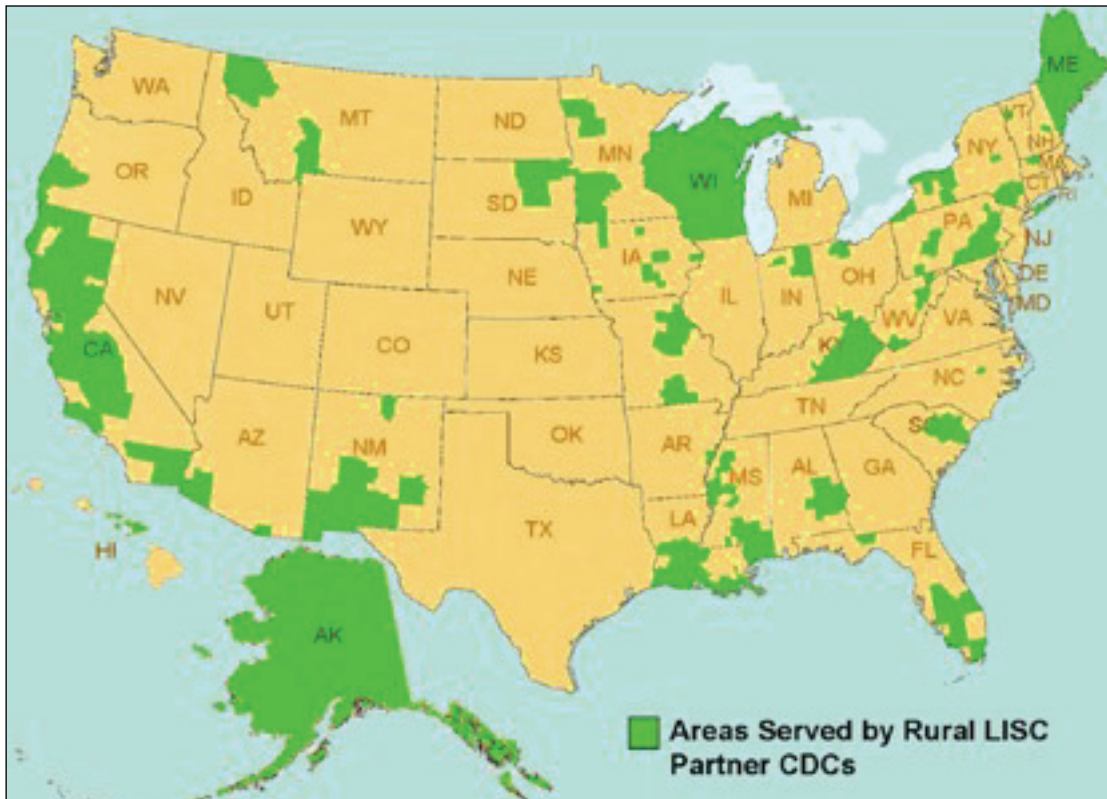 WA
MT
ND
MN
OR
ID
WY
SD
WI
MI
ME
VT
NH
NY
MA
CT
RI
PA
NJ
DE
MD
NV
UT
CO
NE
IA
IL
IN
OH
WV
VA
KY
KS
CA
AZ
NM
OK
AR
TN
NC
SC
MS
AL
GA
LA
TX
FL
HI
AK
Areas Served by Rural LISC
Partner CDCs